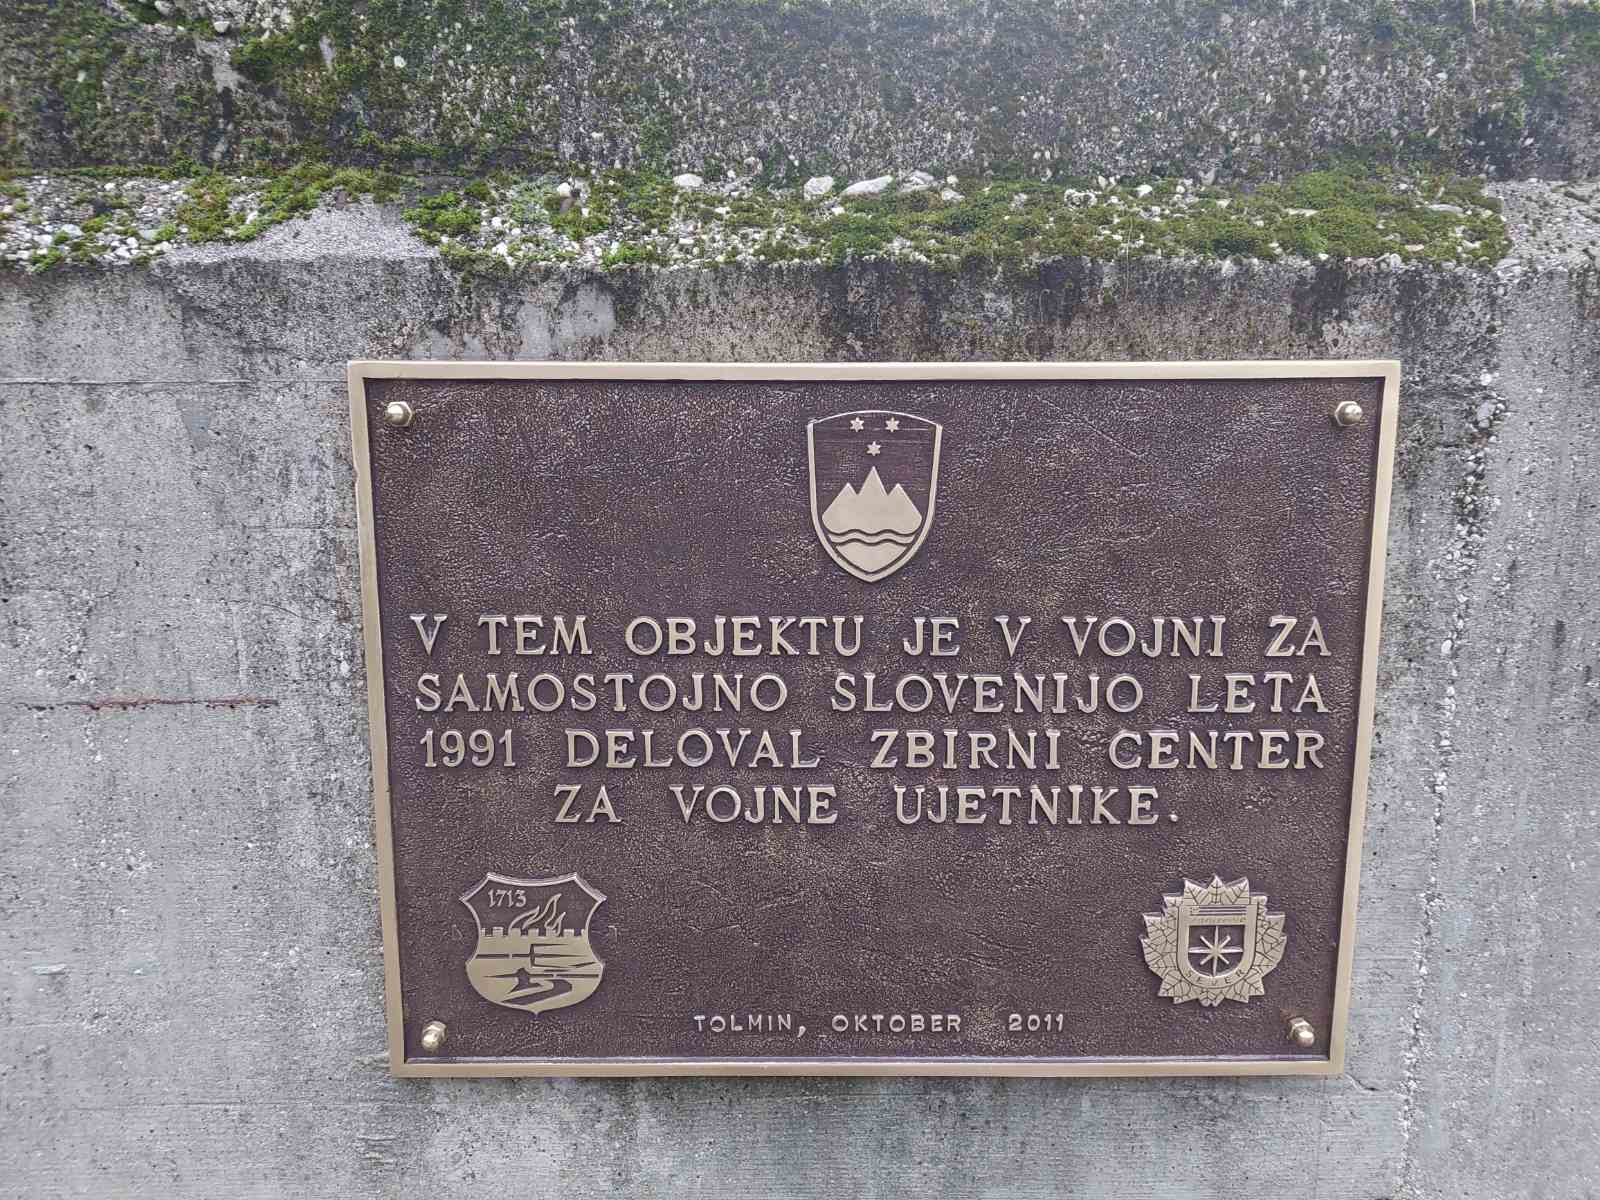 V TEM OBJEKTU JE V VOJNI ZA
SAMOSTOJNO SLOVENIJO LETA
1991 DELOVAL ZBIRNI CENTER
ZA VOJNE UJETNIKE.
1713
SEVER
TOLMIN, OKTOBER 2011